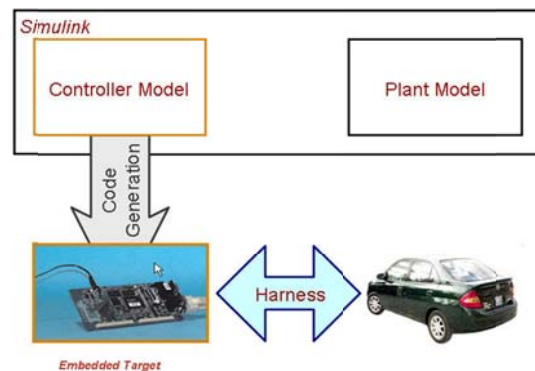 Simulink
Controller Model
Plant Model
Code
Generation
Harness
Embedded Target